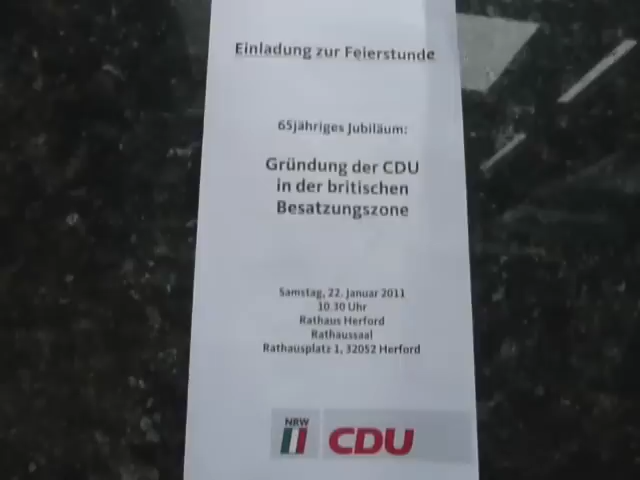 Einladung zur Feierstunde
65jähriges Jubiläum:
Gründung der CDU
in der britischen
Besatzungszone
Samstag, 22. Januar 2011
10.30 Uhr
Rathaus Herford
Rathaussaal
Rathausplatz 1, 32052 Herford
NRW
CDU